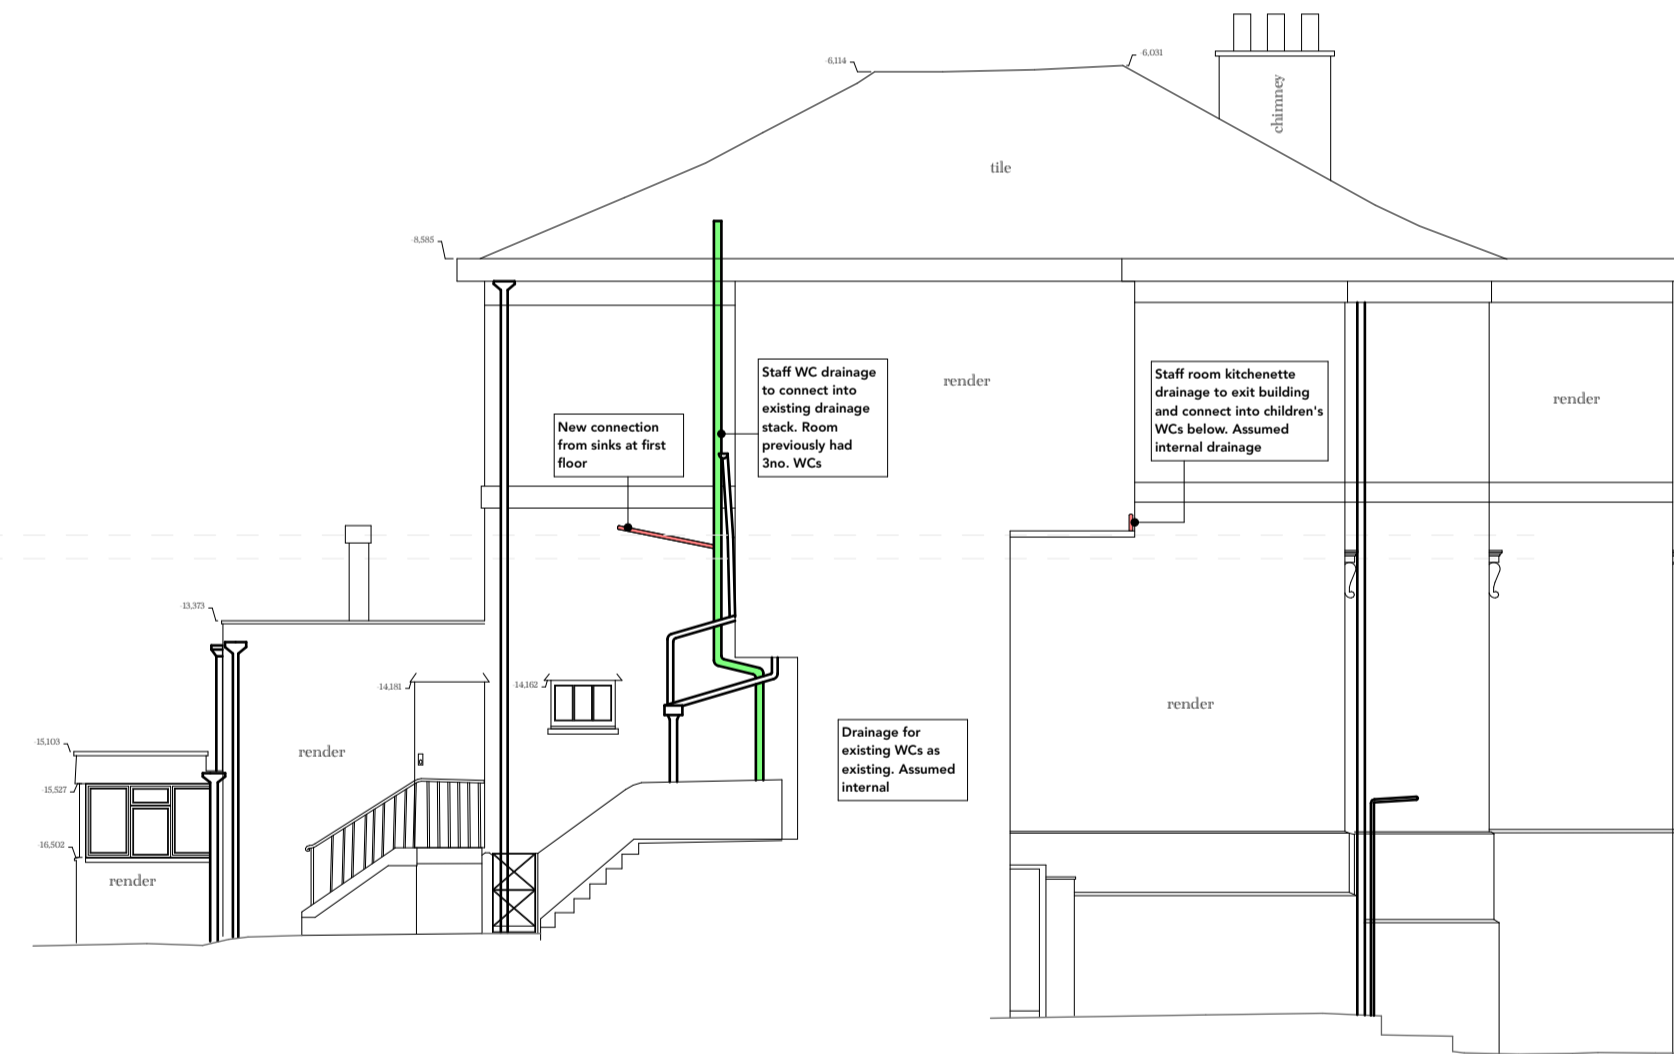 -6,114
-6,031
chimney
tile
-8,585
Staff WC drainage
to connect into
existing drainage
stack. Room
previously had
3no. WCs
render
Staff room kitchenette
drainage to exit building
and connect into children's
WCs below. Assumed
internal drainage
render
New connection
from sinks at first
floor
-13,373
-14,181
-14,162
render
-15,103
render
Drainage for
existing WCs as
existing. Assumed
internal
-15,527
-16,502
render